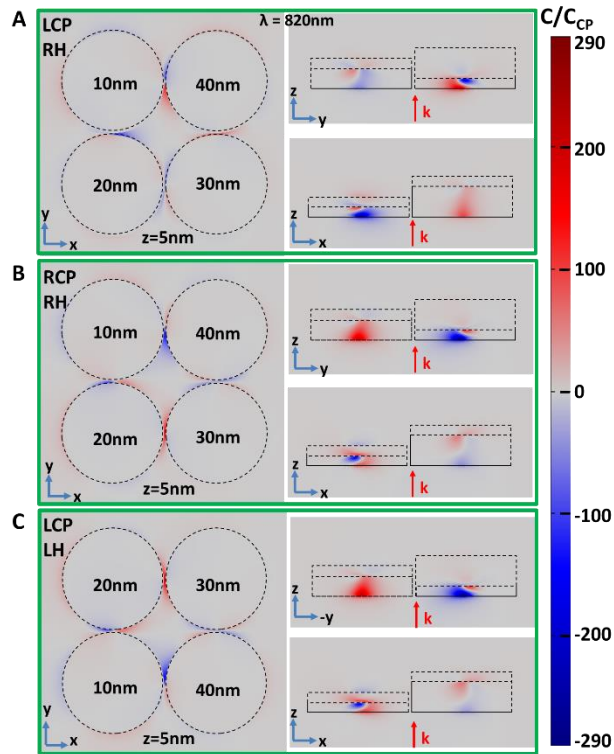 A LCP RH λ = 820nm C/C_CP
10nm 40nm
20nm 30nm
z=5nm
y x
z y k
z x k
B RCP RH
10nm 40nm
20nm 30nm
z=5nm
y x
z y k
z x k
C LCP LH
20nm 30nm
10nm 40nm
z=5nm
y x
z -y k
z x k
290
200
100
0
-100
-200
-290